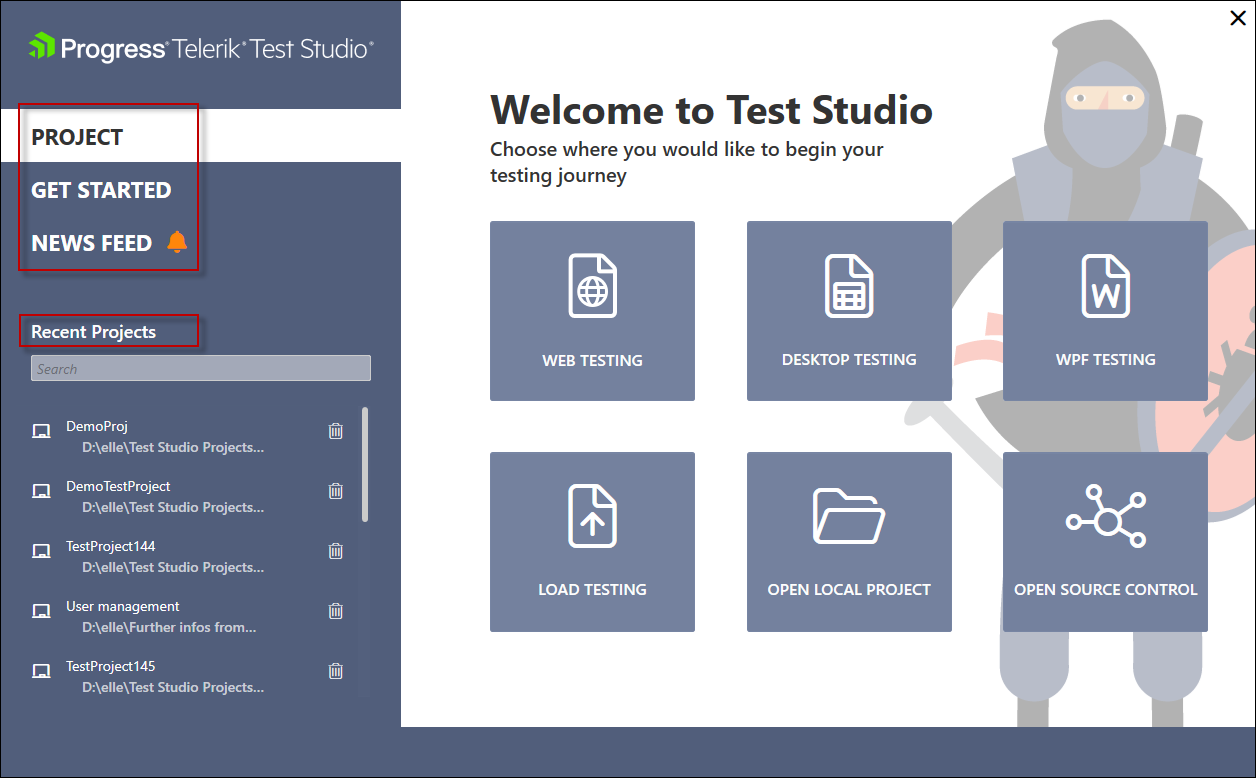 Progress® Telerik® Test Studio®
PROJECT
GET STARTED
NEWS FEED
Recent Projects
Search
DemoProj
D:\elle\Test Studio Projects...
DemoTestProject
D:\elle\Test Studio Projects...
TestProject144
D:\elle\Test Studio Projects...
User management
D:\elle\Further infos from...
TestProject145
D:\elle\Test Studio Projects...
Welcome to Test Studio
Choose where you would like to begin your
testing journey
WEB TESTING
DESKTOP TESTING
W
WPF TESTING
LOAD TESTING
OPEN LOCAL PROJECT
OPEN SOURCE CONTROL